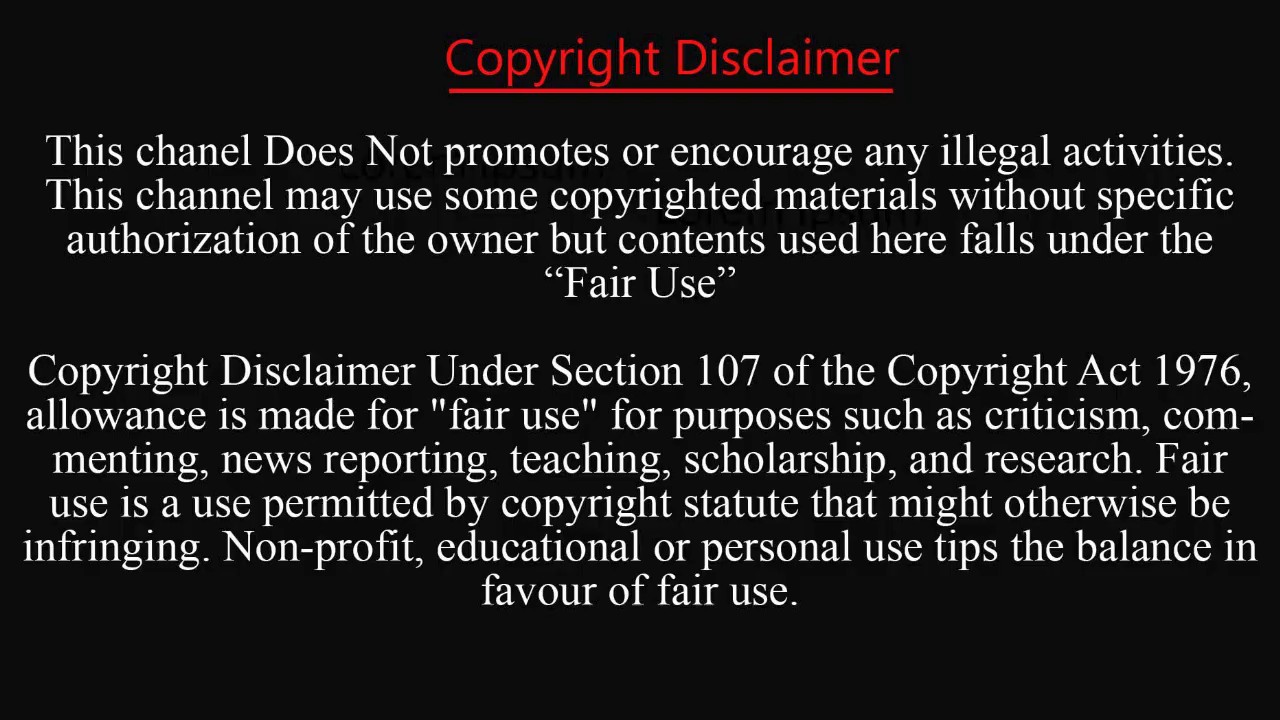 Copyright Disclaimer
This chanel Does Not promotes or encourage any illegal activities.
This channel may use some copyrighted materials without specific
authorization of the owner but contents used here falls under the
“Fair Use”
Copyright Disclaimer Under Section 107 of the Copyright Act 1976,
allowance is made for "fair use" for purposes such as criticism, com-
menting, news reporting, teaching, scholarship, and research. Fair
use is a use permitted by copyright statute that might otherwise be
infringing. Non-profit, educational or personal use tips the balance in
favour of fair use.